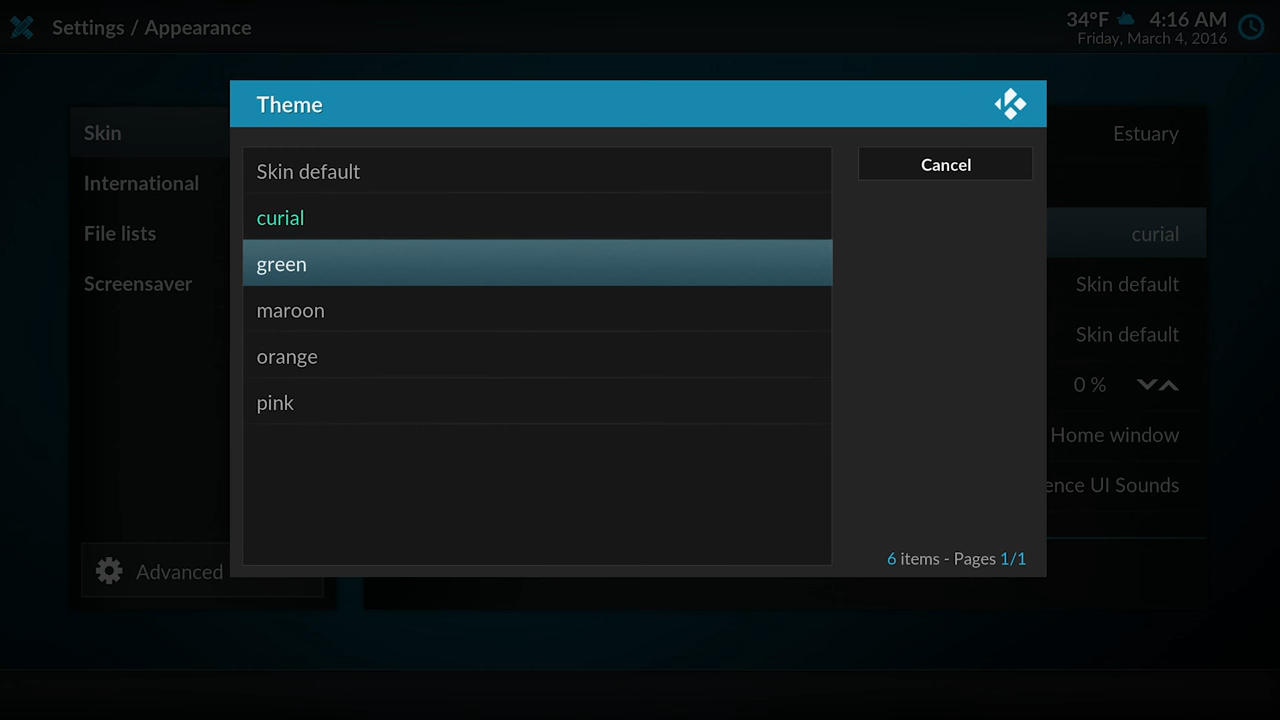 Settings / Appearance
34°F 4:16 AM
Friday, March 4, 2016
Theme
Skin
International
File lists
Screensaver
Advanced
Skin default
curial
green
maroon
orange
pink
Cancel
6 items - Pages 1/1
Estuary
curial
Skin default
Skin default
0 %
Home window
ence UI Sounds